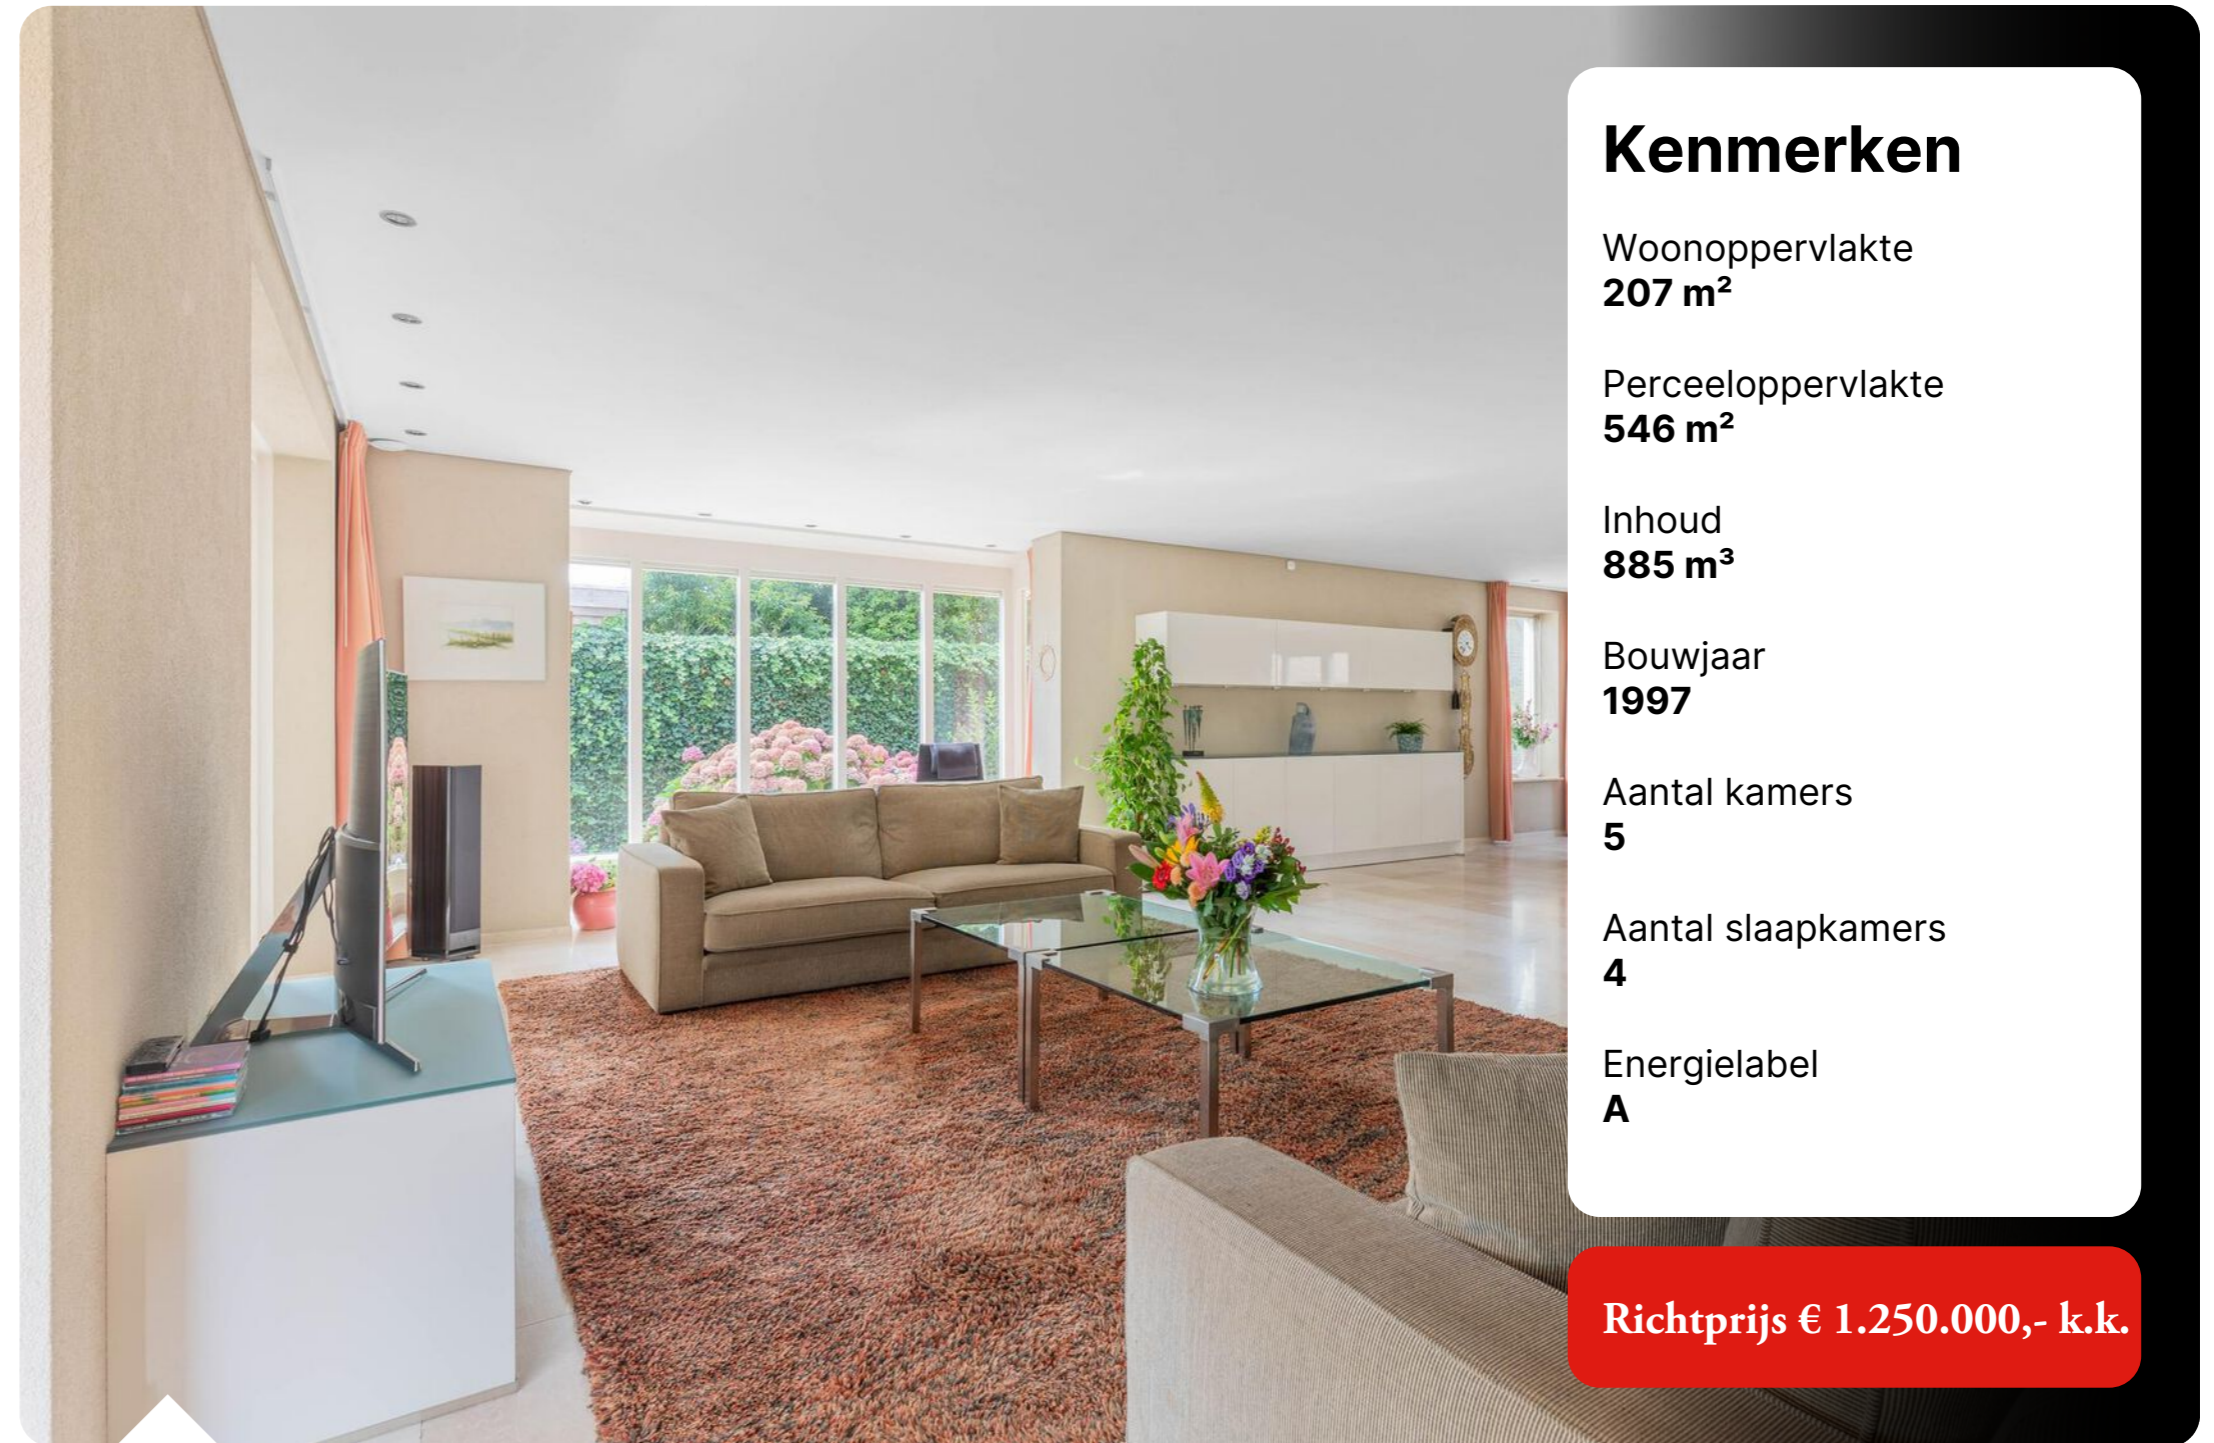 Kenmerken
Woonoppervlakte
207 m²
Perceeloppervlakte
546 m²
Inhoud
885 m³
Bouwjaar
1997
Aantal kamers
5
Aantal slaapkamers
4
Energielabel
A
Richtprijs € 1.250.000,- k.k.